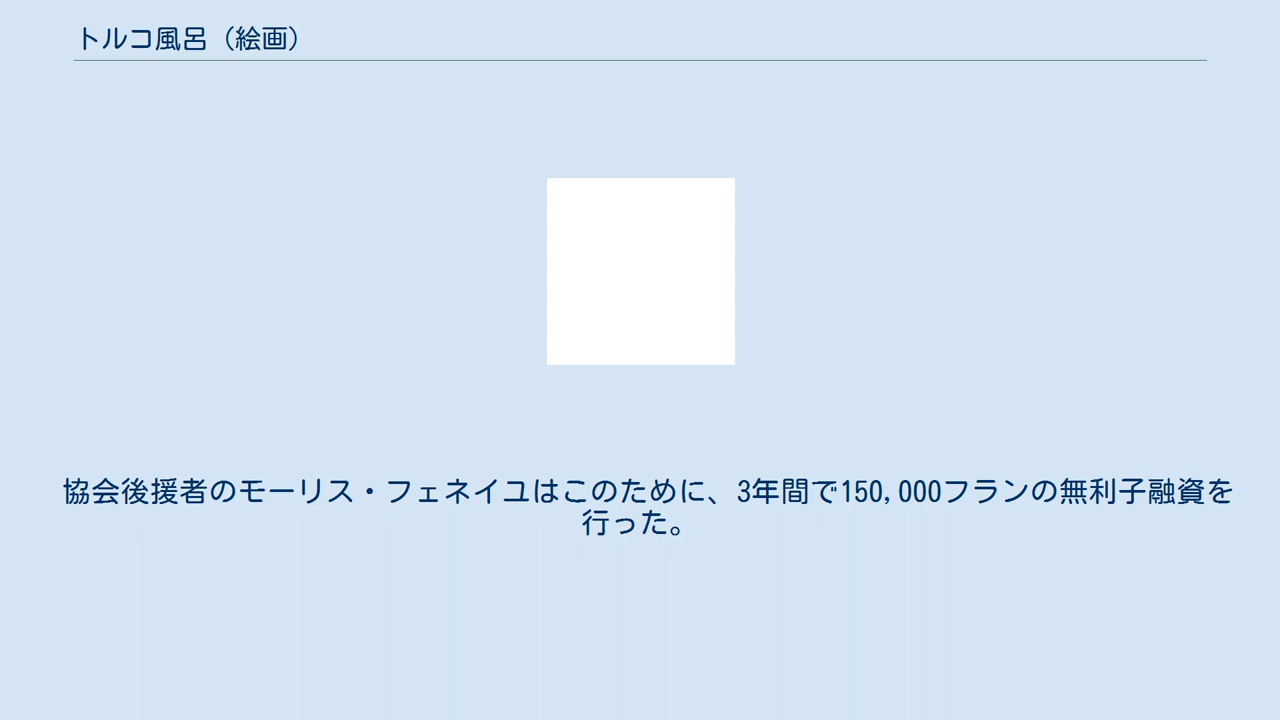 トルコ風呂（絵画）
協会後援者のモーリス・フェネイユはこのために、3年間で150,000フランの無利子融資を
行った。